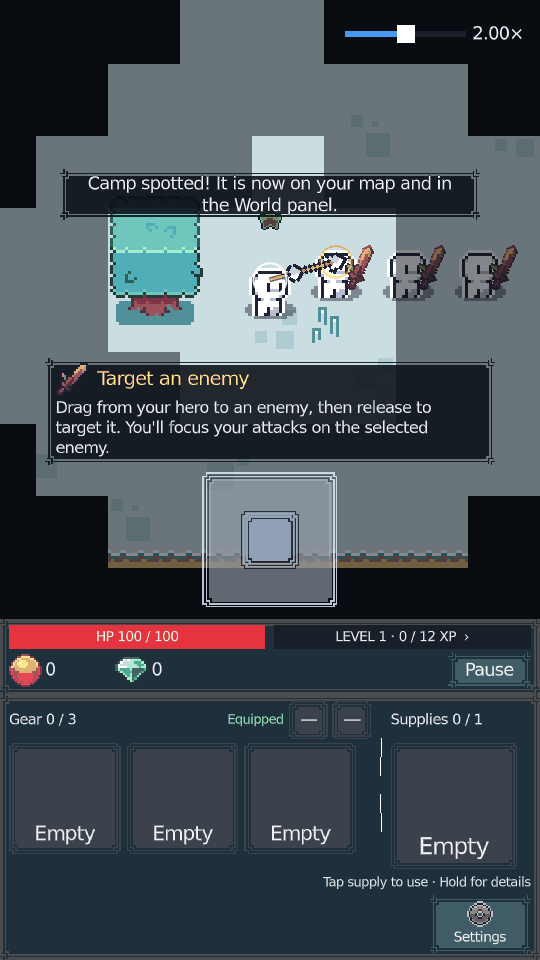 2.00×
Camp spotted! It is now on your map and in
the World panel.
Target an enemy
Drag from your hero to an enemy, then release to
target it. You'll focus your attacks on the selected
enemy.
HP 100 / 100
LEVEL 1 · 0 / 12 XP ›
0
0
Pause
Gear 0 / 3
Equipped
—
—
Supplies 0 / 1
Empty
Empty
Empty
Empty
Tap supply to use · Hold for details
Settings